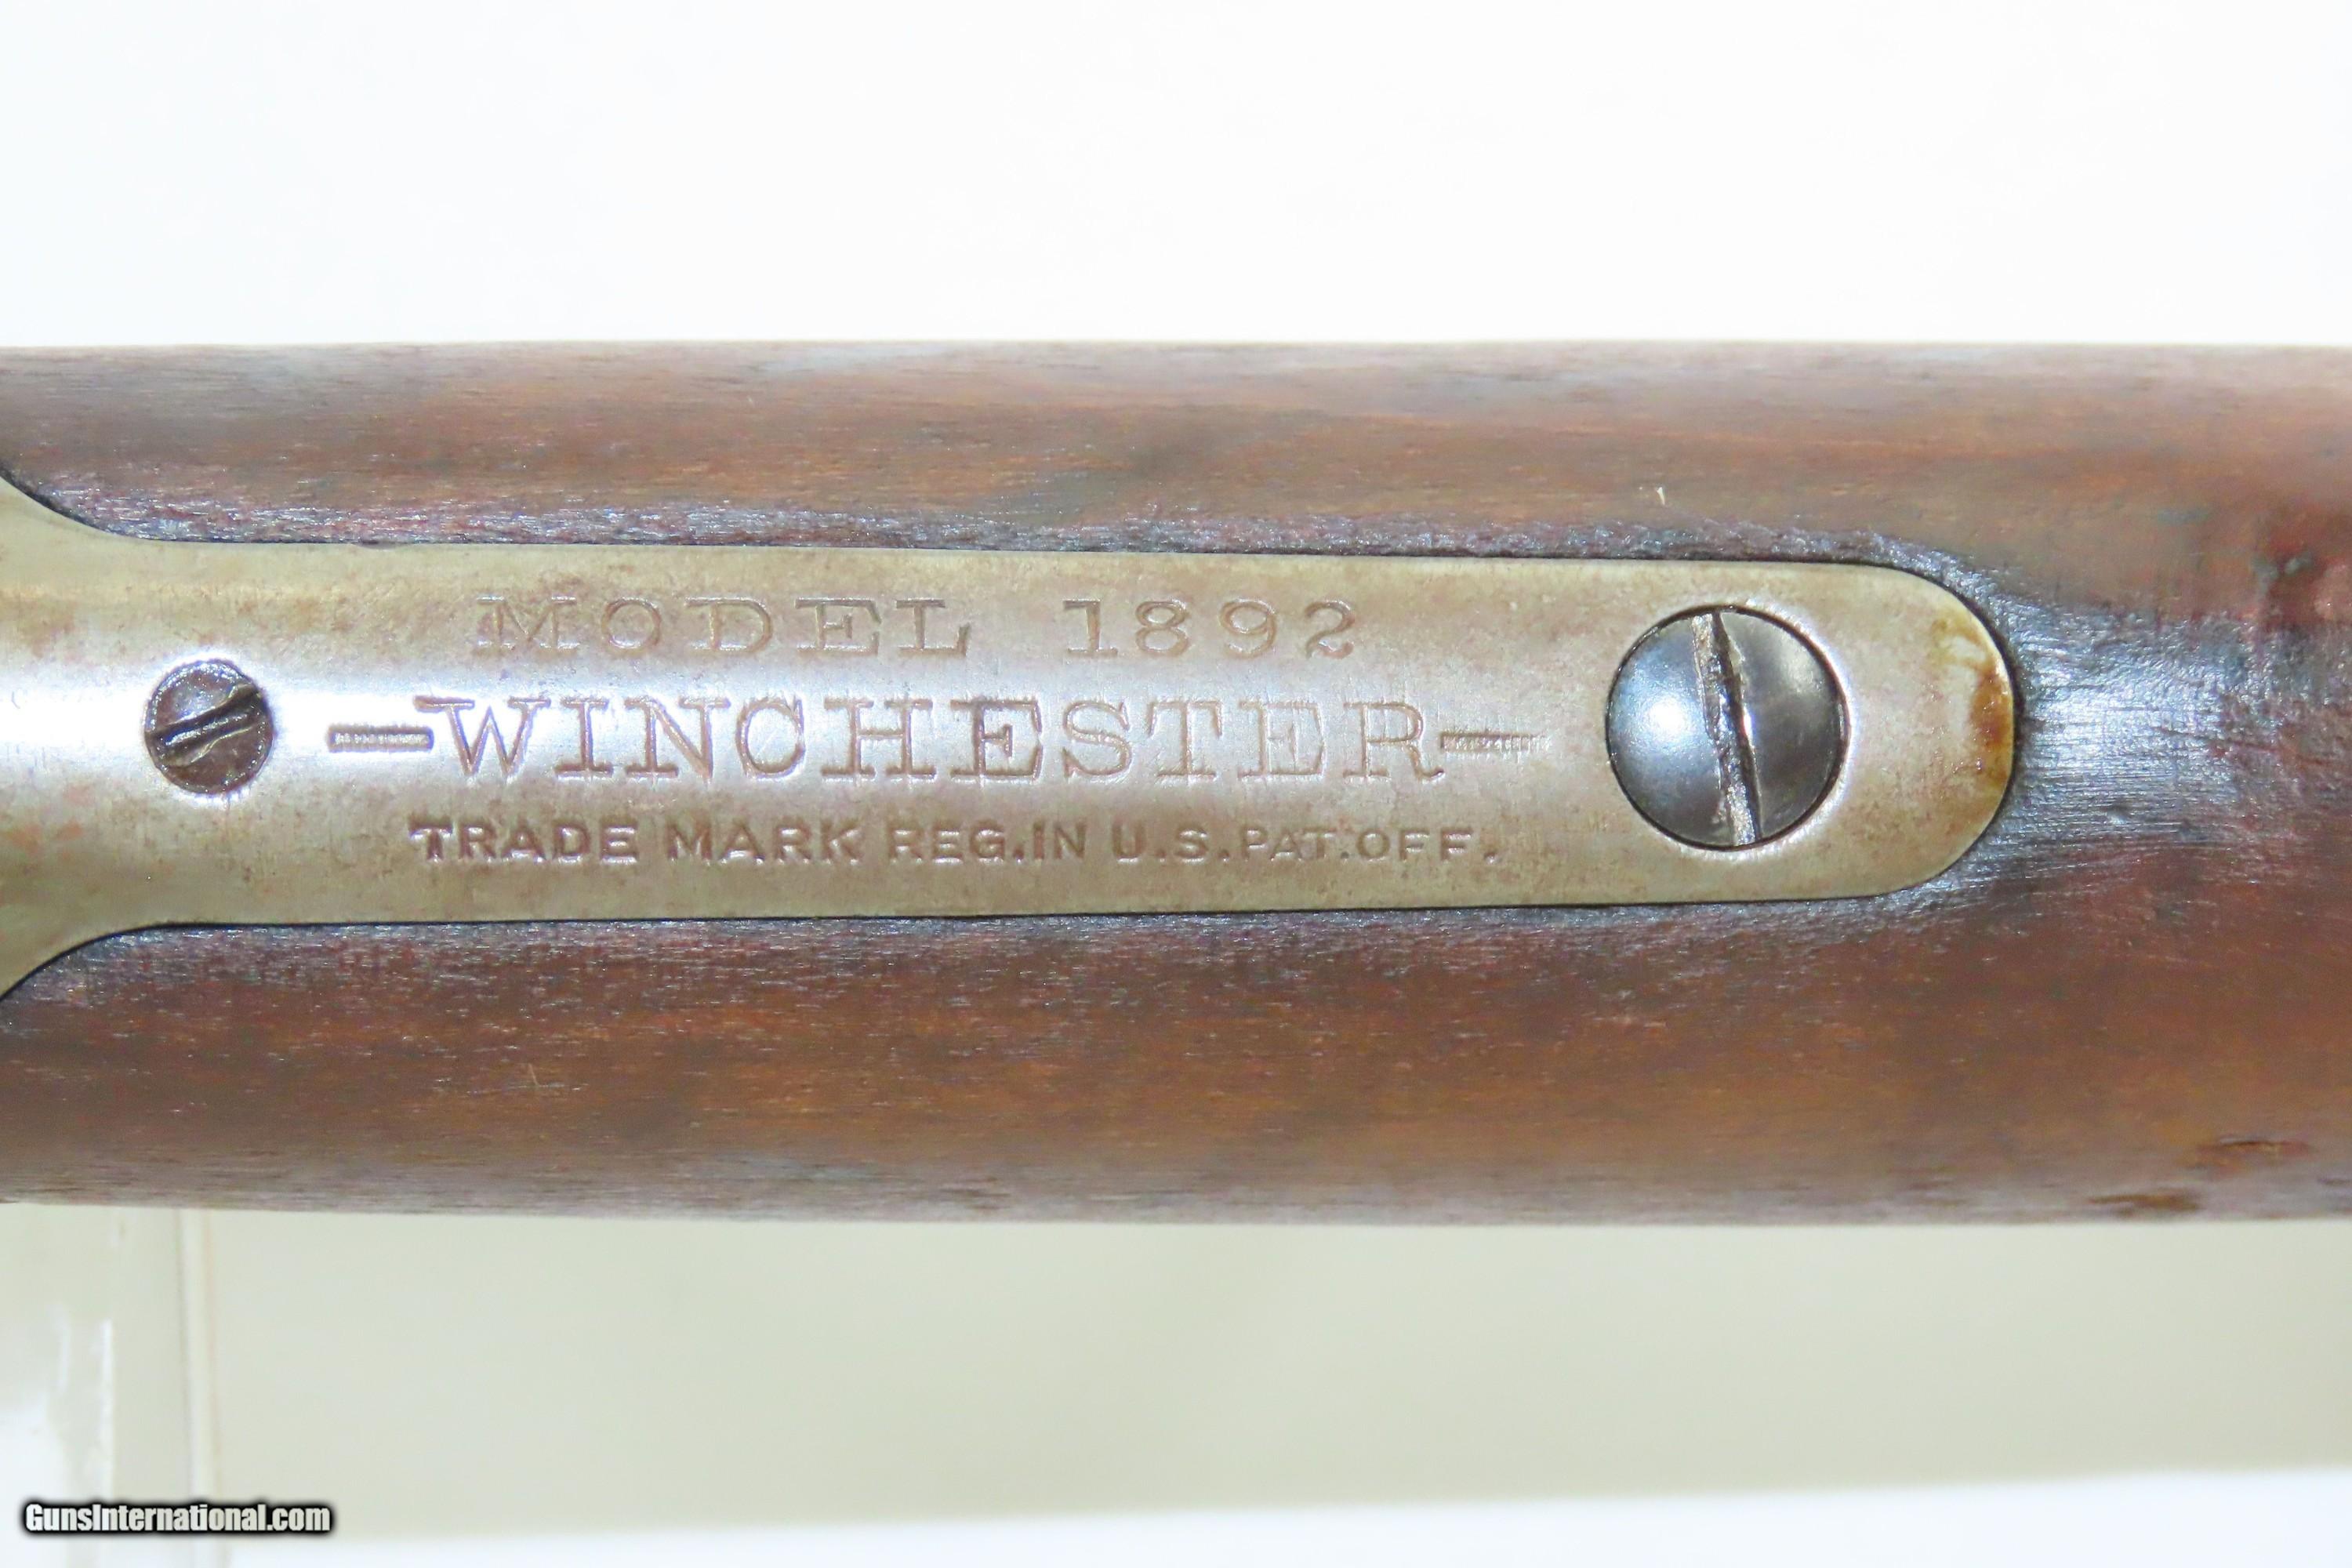 MODEL 1892
-WINCHESTER-
TRADE MARK REG.IN U.S.PAT.OFF.
GunsInternational.com